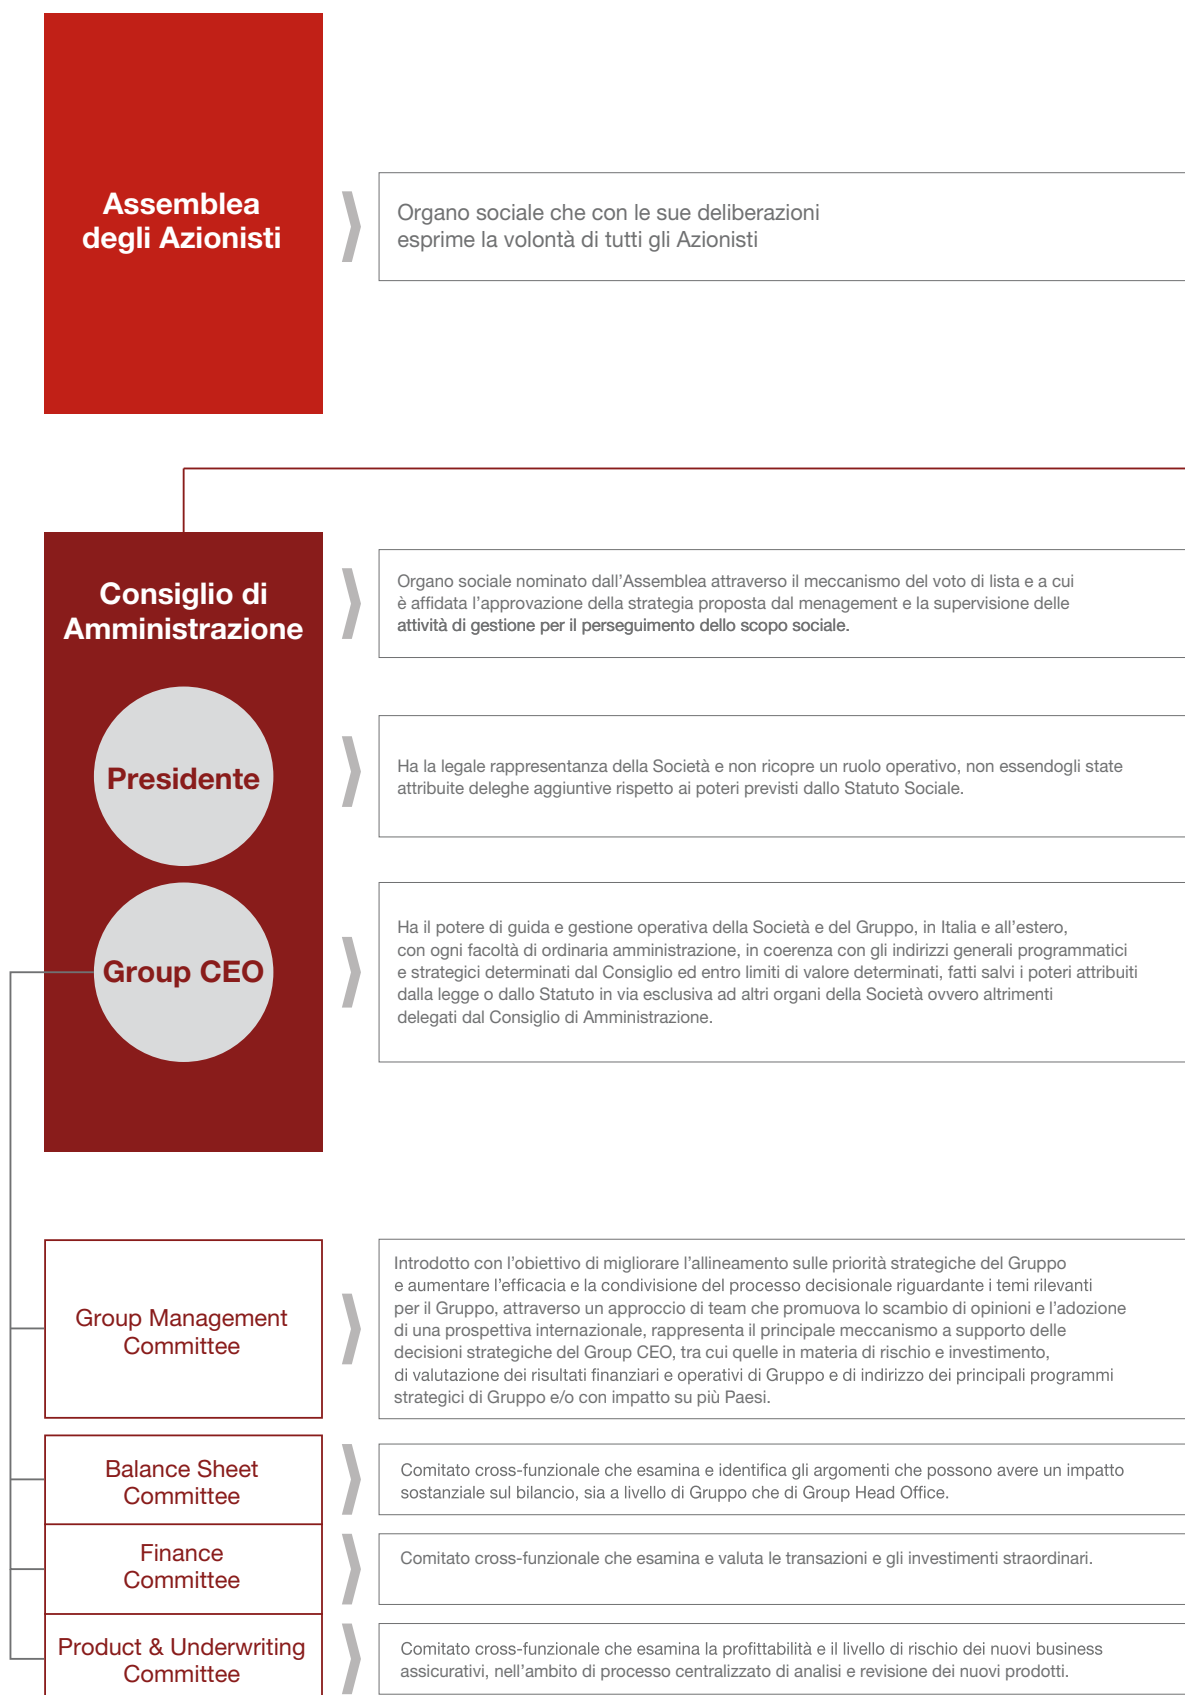 Assemblea
degli Azionisti
Organo sociale che con le sue deliberazioni
esprime la volontà di tutti gli Azionisti
Consiglio di
Amministrazione
Organo sociale nominato dall'Assemblea attraverso il meccanismo del voto di lista e a cui
è affidata l'approvazione della strategia proposta dal menagement e la supervisione delle
attività di gestione per il perseguimento dello scopo sociale.
Presidente
Ha la legale rappresentanza della Società e non ricopre un ruolo operativo, non essendogli state
attribuite deleghe aggiuntive rispetto ai poteri previsti dallo Statuto Sociale.
Group CEO
Ha il potere di guida e gestione operativa della Società e del Gruppo, in Italia e all'estero,
con ogni facoltà di ordinaria amministrazione, in coerenza con gli indirizzi generali programmatici
e strategici determinati dal Consiglio ed entro limiti di valore determinati, fatti salvi i poteri attribuiti
dalla legge o dallo Statuto in via esclusiva ad altri organi della Società ovvero altrimenti
delegati dal Consiglio di Amministrazione.
Group Management
Committee
Introdotto con l'obiettivo di migliorare l'allineamento sulle priorità strategiche del Gruppo
e aumentare l'efficacia e la condivisione del processo decisionale riguardante i temi rilevanti
per il Gruppo, attraverso un approccio di team che promuova lo scambio di opinioni e l'adozione
di una prospettiva internazionale, rappresenta il principale meccanismo a supporto delle
decisioni strategiche del Group CEO, tra cui quelle in materia di rischio e investimento,
di valutazione dei risultati finanziari e operativi di Gruppo e di indirizzo dei principali programmi
strategici di Gruppo e/o con impatto su più Paesi.
Balance Sheet
Committee
Comitato cross-funzionale che esamina e identifica gli argomenti che possono avere un impatto
sostanziale sul bilancio, sia a livello di Gruppo che di Group Head Office.
Finance
Committee
Comitato cross-funzionale che esamina e valuta le transazioni e gli investimenti straordinari.
Product & Underwriting
Committee
Comitato cross-funzionale che esamina la profittabilità e il livello di rischio dei nuovi business
assicurativi, nell'ambito di processo centralizzato di analisi e revisione dei nuovi prodotti.